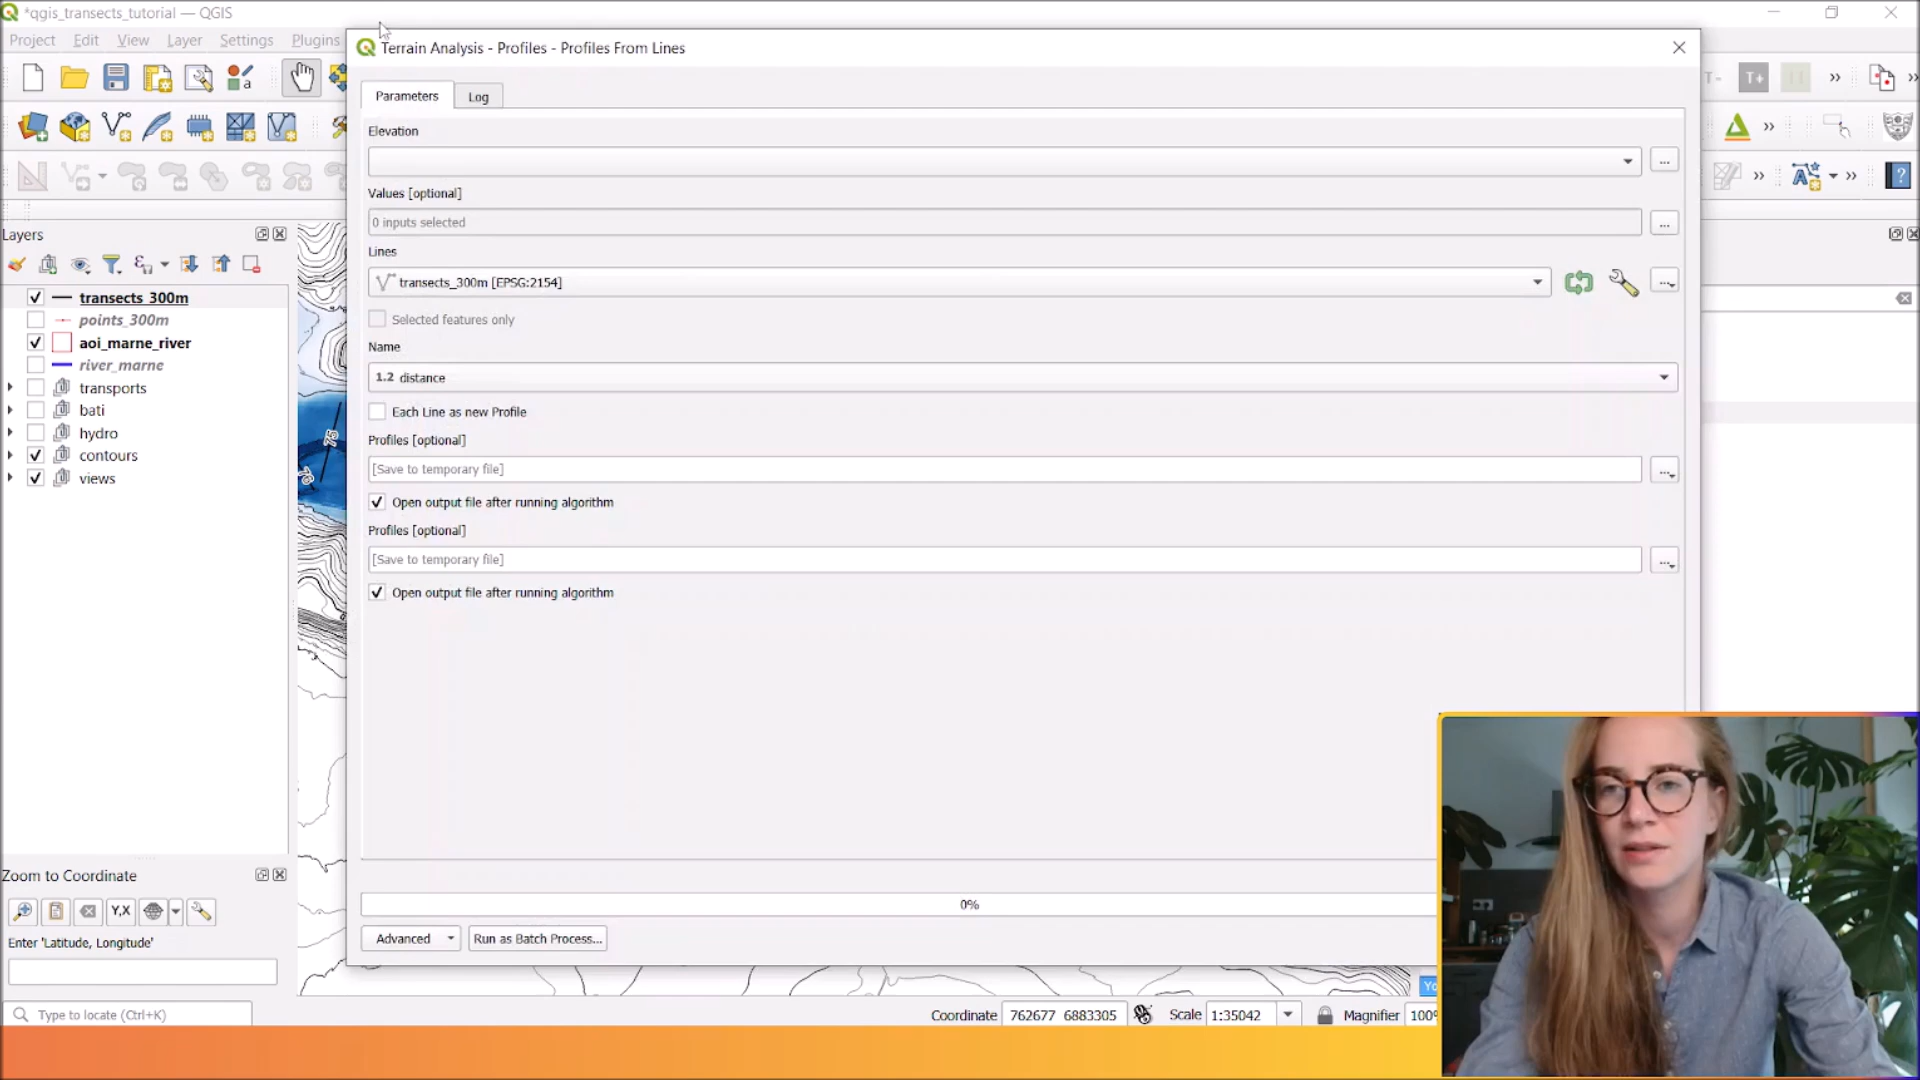 *qgis_transects_tutorial — QGIS
Project Edit View Layer Settings Plugins
Terrain Analysis - Profiles - Profiles From Lines
Parameters Log
Elevation
...
Values [optional]
0 inputs selected
...
Lines
transects_300m [EPSG:2154]
...
Selected features only
Name
1.2 distance
Each Line as new Profile
Profiles [optional]
[Save to temporary file]
...
Open output file after running algorithm
Profiles [optional]
[Save to temporary file]
...
Open output file after running algorithm
0%
Advanced Run as Batch Process...
Layers
transects_300m
points_300m
aoi_marne_river
river_marne
transports
bati
hydro
contours
views
75
Zoom to Coordinate
Y,X
Enter 'Latitude, Longitude'
Type to locate (Ctrl+K)
Coordinate 762677 6883305 Scale 1:35042 Magnifier 100%